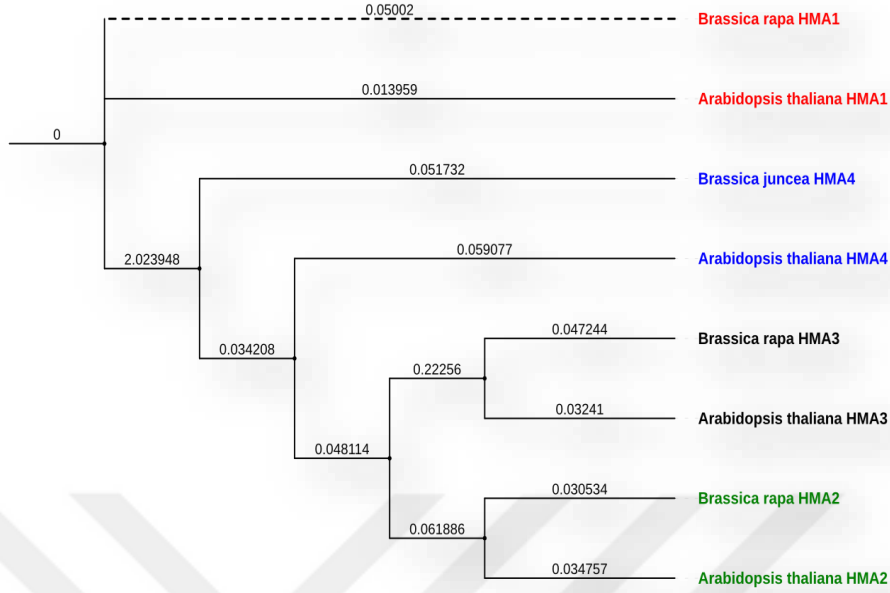 0.05002 Brassica rapa HMA1
0.013959 Arabidopsis thaliana HMA1
0
0.051732 Brassica juncea HMA4
2.023948
0.059077 Arabidopsis thaliana HMA4
0.034208
0.047244 Brassica rapa HMA3
0.22256
0.03241 Arabidopsis thaliana HMA3
0.048114
0.030534 Brassica rapa HMA2
0.061886
0.034757 Arabidopsis thaliana HMA2